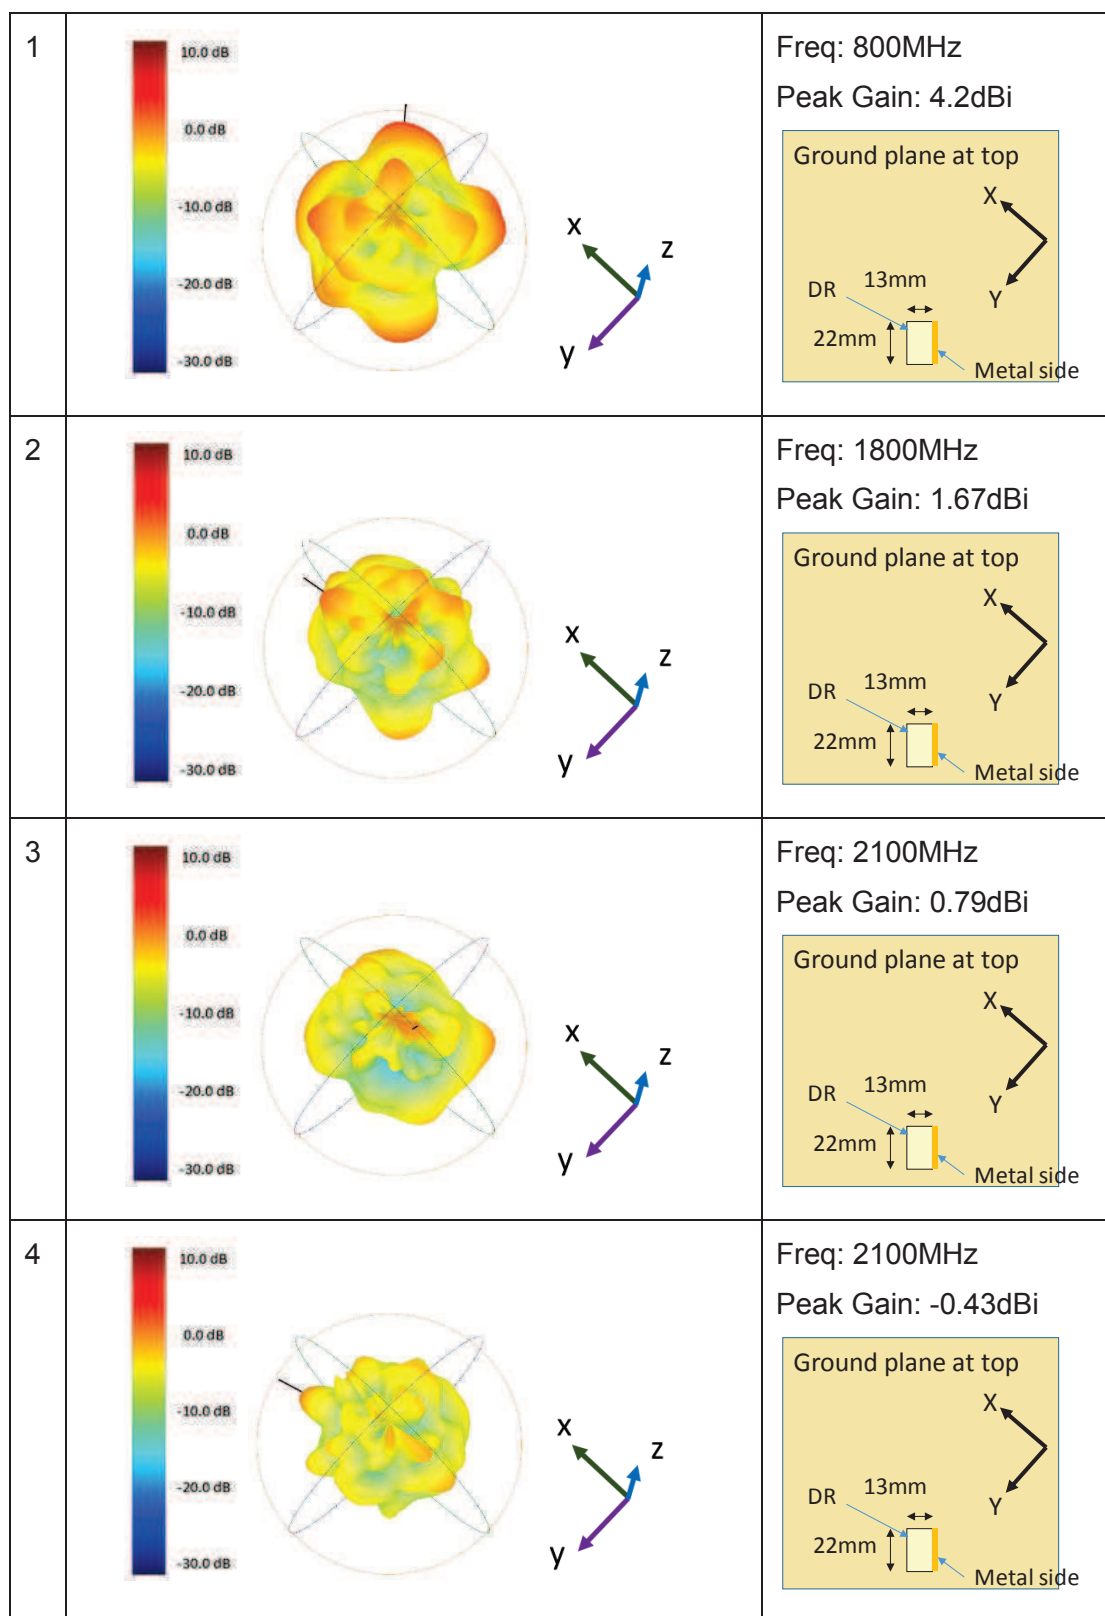 1
10.0 dB
0.0 dB
-10.0 dB
-20.0 dB
-30.0 dB
x
z
y
Freq: 800MHz
Peak Gain: 4.2dBi
Ground plane at top
X
Y
DR
13mm
22mm
Metal side
2
10.0 dB
0.0 dB
-10.0 dB
-20.0 dB
-30.0 dB
x
z
y
Freq: 1800MHz
Peak Gain: 1.67dBi
Ground plane at top
X
Y
DR
13mm
22mm
Metal side
3
10.0 dB
0.0 dB
-10.0 dB
-20.0 dB
-30.0 dB
x
z
y
Freq: 2100MHz
Peak Gain: 0.79dBi
Ground plane at top
X
Y
DR
13mm
22mm
Metal side
4
10.0 dB
0.0 dB
-10.0 dB
-20.0 dB
-30.0 dB
x
z
y
Freq: 2100MHz
Peak Gain: -0.43dBi
Ground plane at top
X
Y
DR
13mm
22mm
Metal side